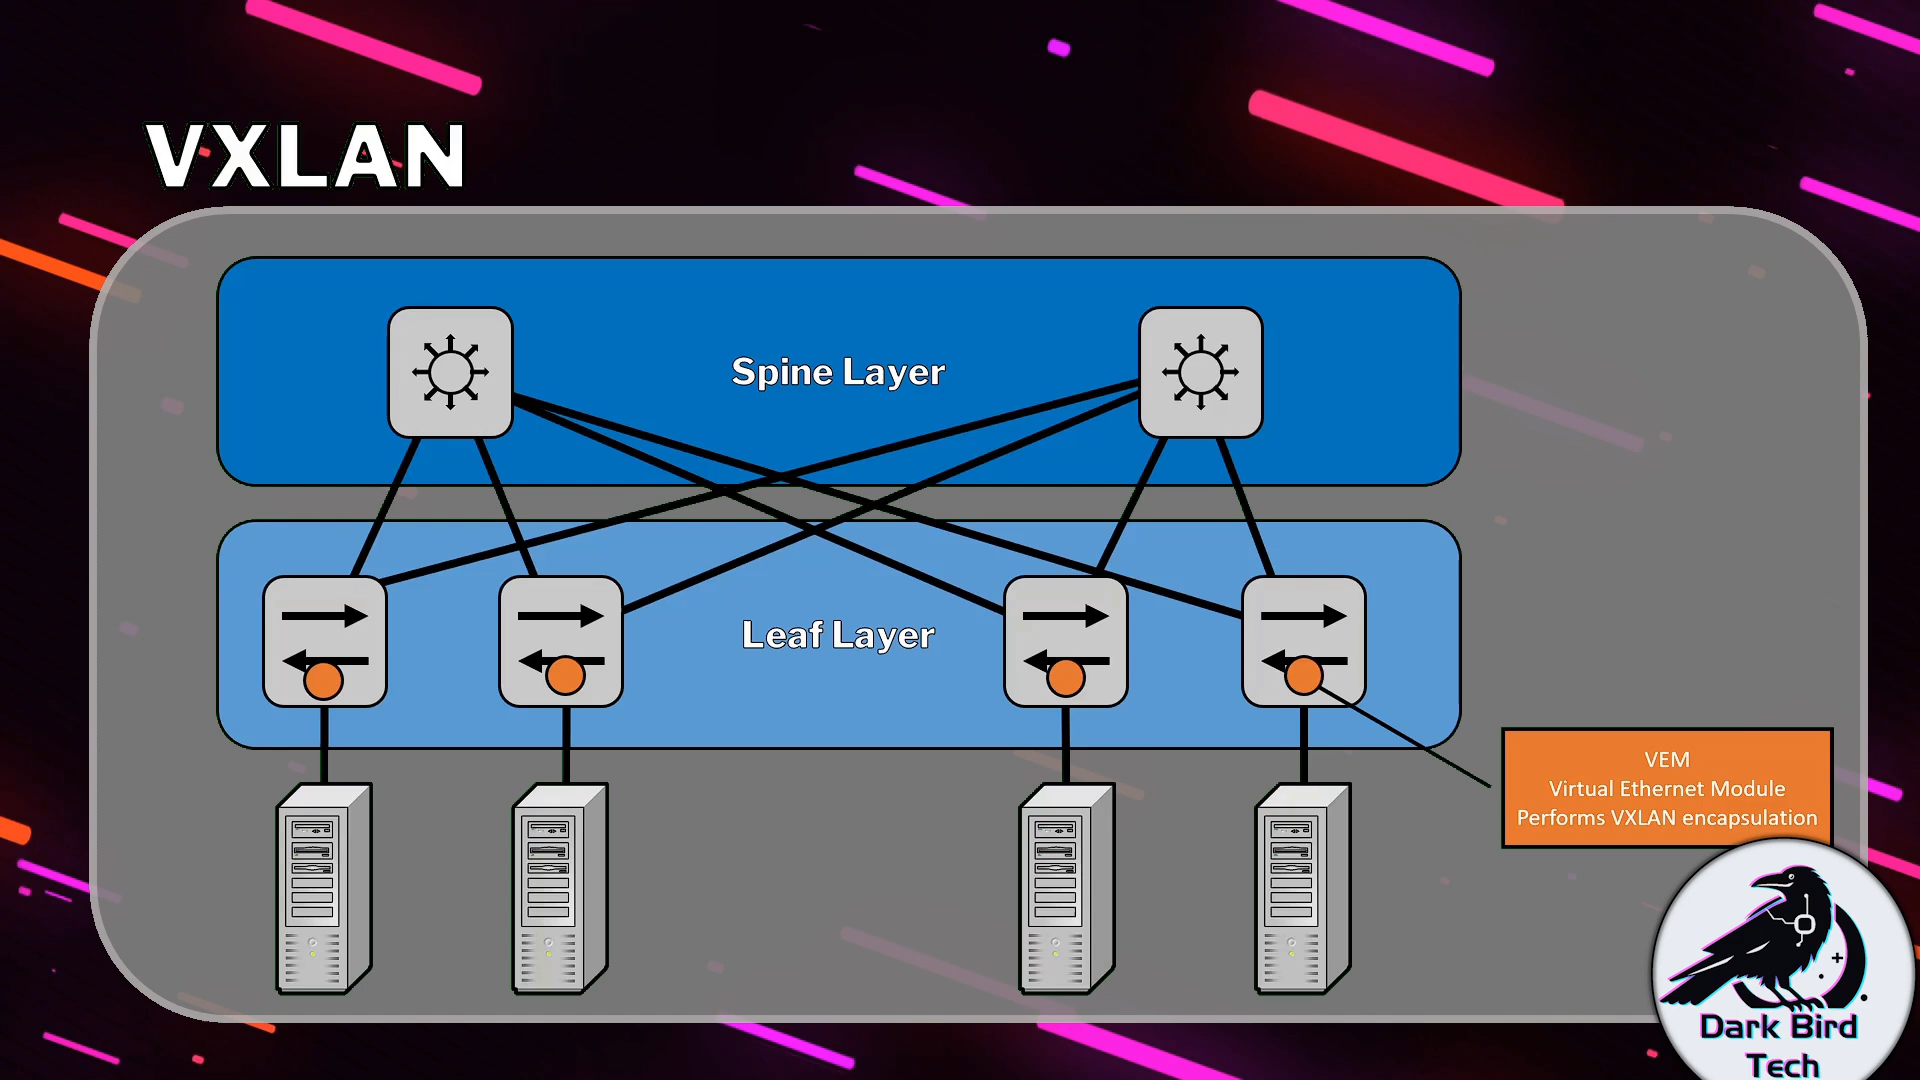 VXLAN
Spine Layer
Leaf Layer
VEM
Virtual Ethernet Module
Performs VXLAN encapsulation
Dark Bird
Tech